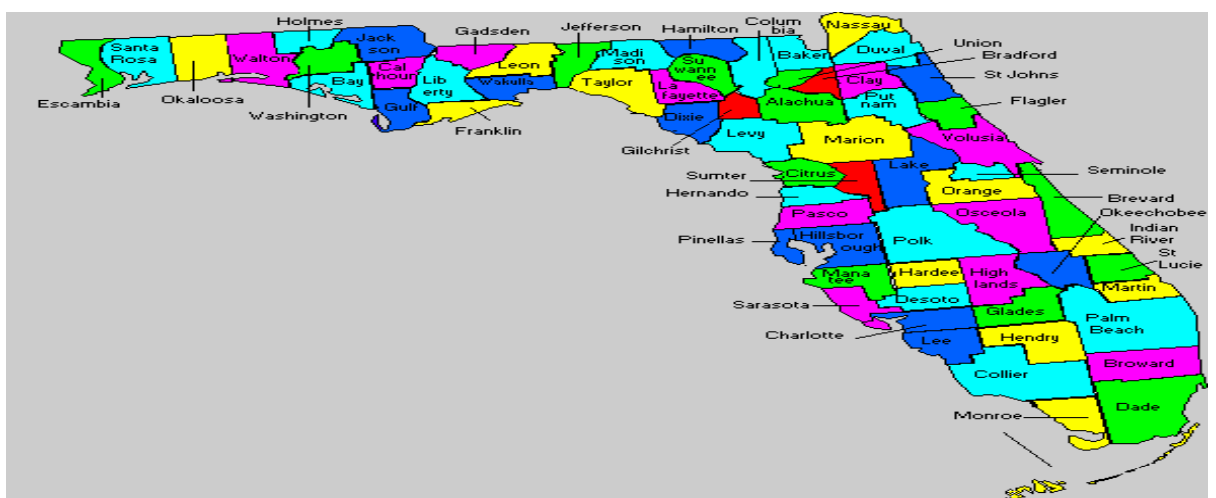 Holmes
Jack
son
Gadsden
Jefferson
Hamilton
Colum
bia
Nassau
Santa
Rosa
Walton
Baker
Duval
Union
Bradford
Madi
son
Su
wann
ee
Leon
Cal
houn
Lib
erty
Bay
Wakulla
Taylor
La
fayette
Clay
St Johns
Escambia
Okaloosa
Washington
Gulf
Franklin
Dixie
Alachua
Put
nam
Flagler
Gilchrist
Levy
Marion
Volusia
Sumter
Citrus
Lake
Seminole
Hernando
Orange
Brevard
Pasco
Osceola
Okeechobee
Pinellas
Hillsbor
ough
Polk
Indian
River
St
Lucie
Mana
tee
Hardee
High
lands
Martin
Sarasota
Desoto
Glades
Palm
Beach
Charlotte
Lee
Hendry
Collier
Broward
Monroe
Dade